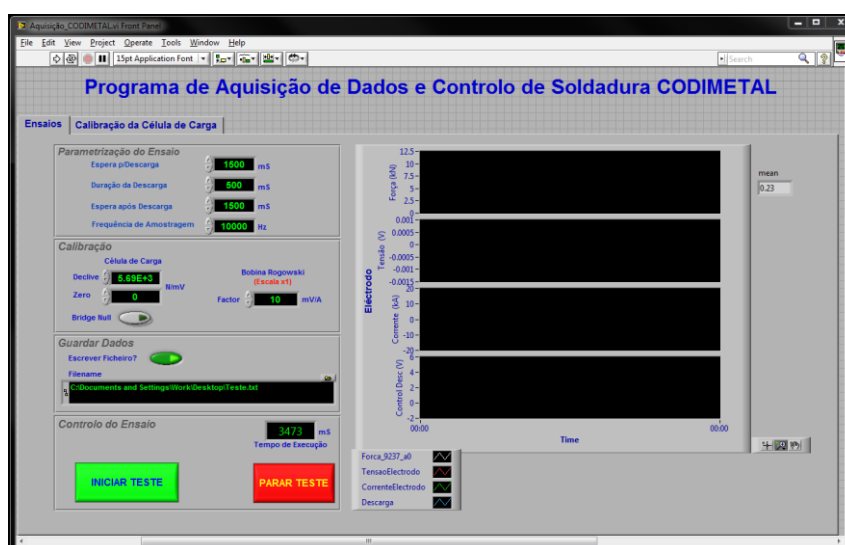 Aquisição_CODIMETAL.vi Front Panel
File Edit View Project Operate Tools Window Help
15pt Application Font
Search
Programa de Aquisição de Dados e Controlo de Soldadura CODIMETAL
Ensaios
Calibração da Célula de Carga
Parametrização do Ensaio
Espera p/Descarga 1500 mS
Duração da Descarga 500 mS
Espera após Descarga 1500 mS
Frequência de Amostragem 10000 Hz
Calibração
Célula de Carga
Declive 5.69E+3
N/mV
Zero 0
Bobina Rogowski
(Escala x1)
Factor 10 mV/A
Bridge Null
Guardar Dados
Escrever Ficheiro?
Filename
C:\Documents and Settings\Work\Desktop\Teste.txt
Controlo do Ensaio
3473 mS
Tempo de Execução
INICIAR TESTE
PARAR TESTE
Eléctrodo
Força (kN)
12.5
10
7.5
5
2.5
0
Tensão (V)
0.001
0.0005
0
-0.0005
-0.001
-0.0015
Corrente (kA)
20
10
0
-10
-20
Control Desc (V)
6
4
2
0
-2
00:00
00:00
Time
mean
0.23
Forca_9237_a0
TensaoElectrodo
CorrenteElectrodo
Descarga